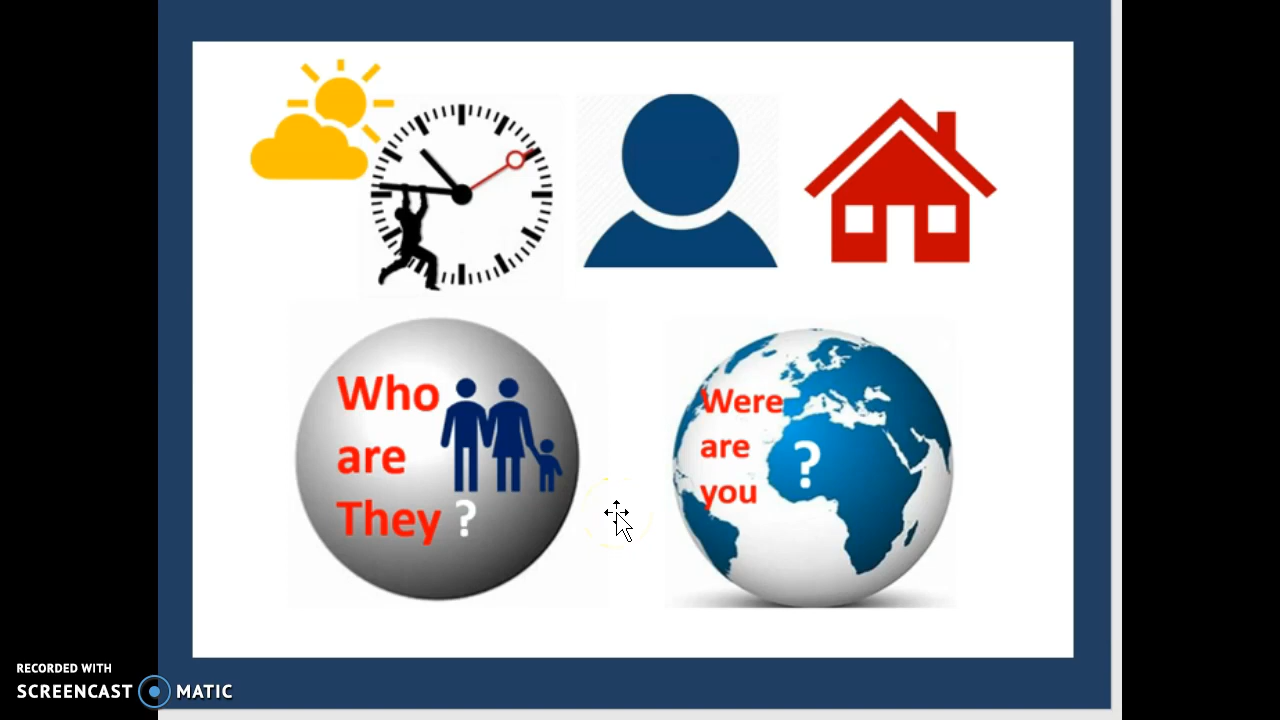 Who
are
They ?
Were
are
you
?
RECORDED WITH
SCREENCAST MATIC